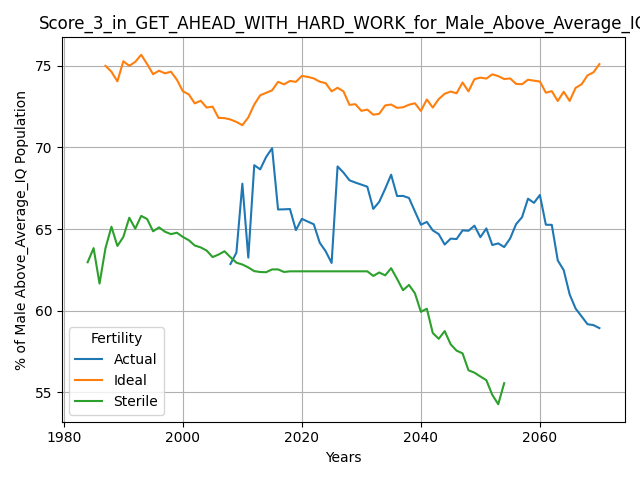 Score_3_in_GET_AHEAD_WITH_HARD_WORK_for_Male_Above_Average_IQ
% of Male Above_Average_IQ Population
75
70
65
60
55
Fertility
Actual
Ideal
Sterile
1980
2000
2020
2040
2060
Years